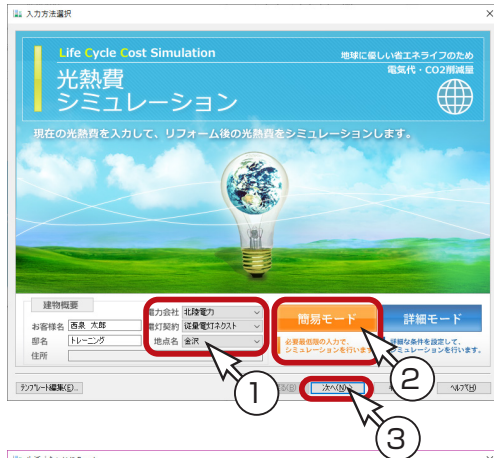 入力方法選択
Life Cycle Cost Simulation
地球に優しい省エネライフのため
電気代・CO2削減量
光熱費
シミュレーション
現在の光熱費を入力して、リフォーム後の光熱費をシミュレーションします。
建物概要
お客様名 西泉 太郎
邸名 トレーニング
住所
電力会社 北陸電力
電灯契約 従量電灯ネクスト
地点名 金沢
簡易モード
必要最低限の入力で、
シミュレーションを行います
詳細モード
詳細な条件を設定して、
シミュレーションを行います。
テンプレート編集(E)..
次へ(N)>
ヘルプ(H)
1
2
3